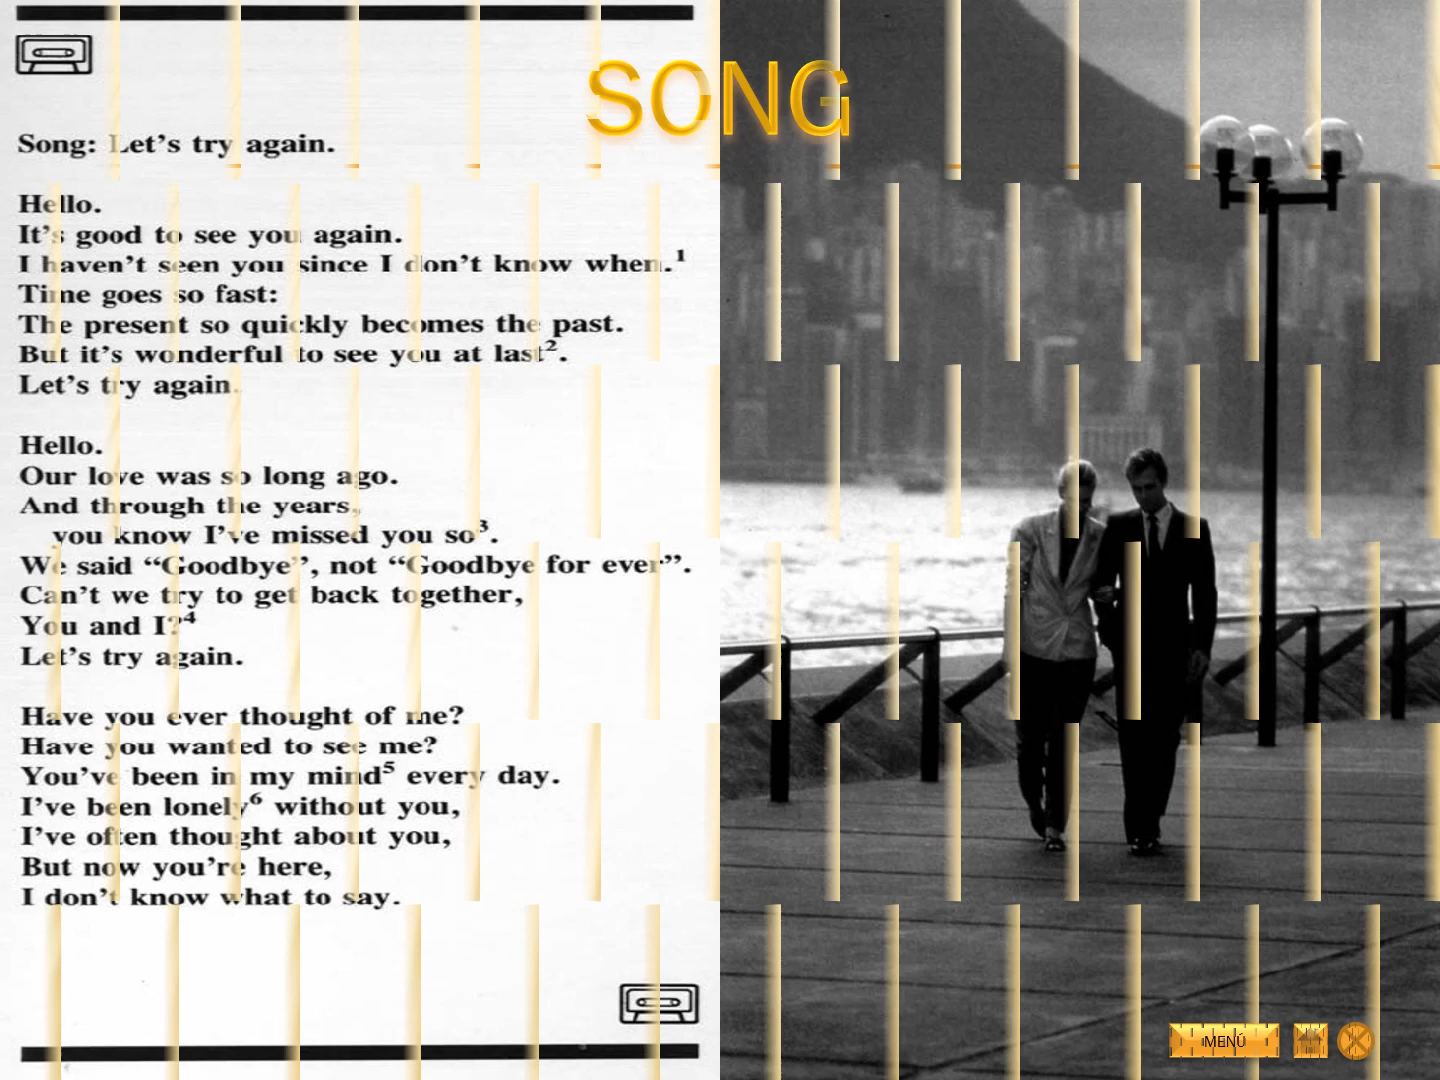 SONG
Song: Let's try again.
Hello.
It's good to see you again.
I haven't seen you since I don't know when.¹
Time goes so fast:
The present so quickly becomes the past.
But it's wonderful to see you at last².
Let's try again.
Hello.
Our love was so long ago.
And through the years,
you know I've missed you so³.
We said “Goodbye”, not “Goodbye for ever”.
Can't we try to get back together,
You and I?⁴
Let's try again.
Have you ever thought of me?
Have you wanted to see me?
You've been in my mind⁵ every day.
I've been lonely⁶ without you,
I've often thought about you,
But now you're here,
I don't know what to say.
MENÚ